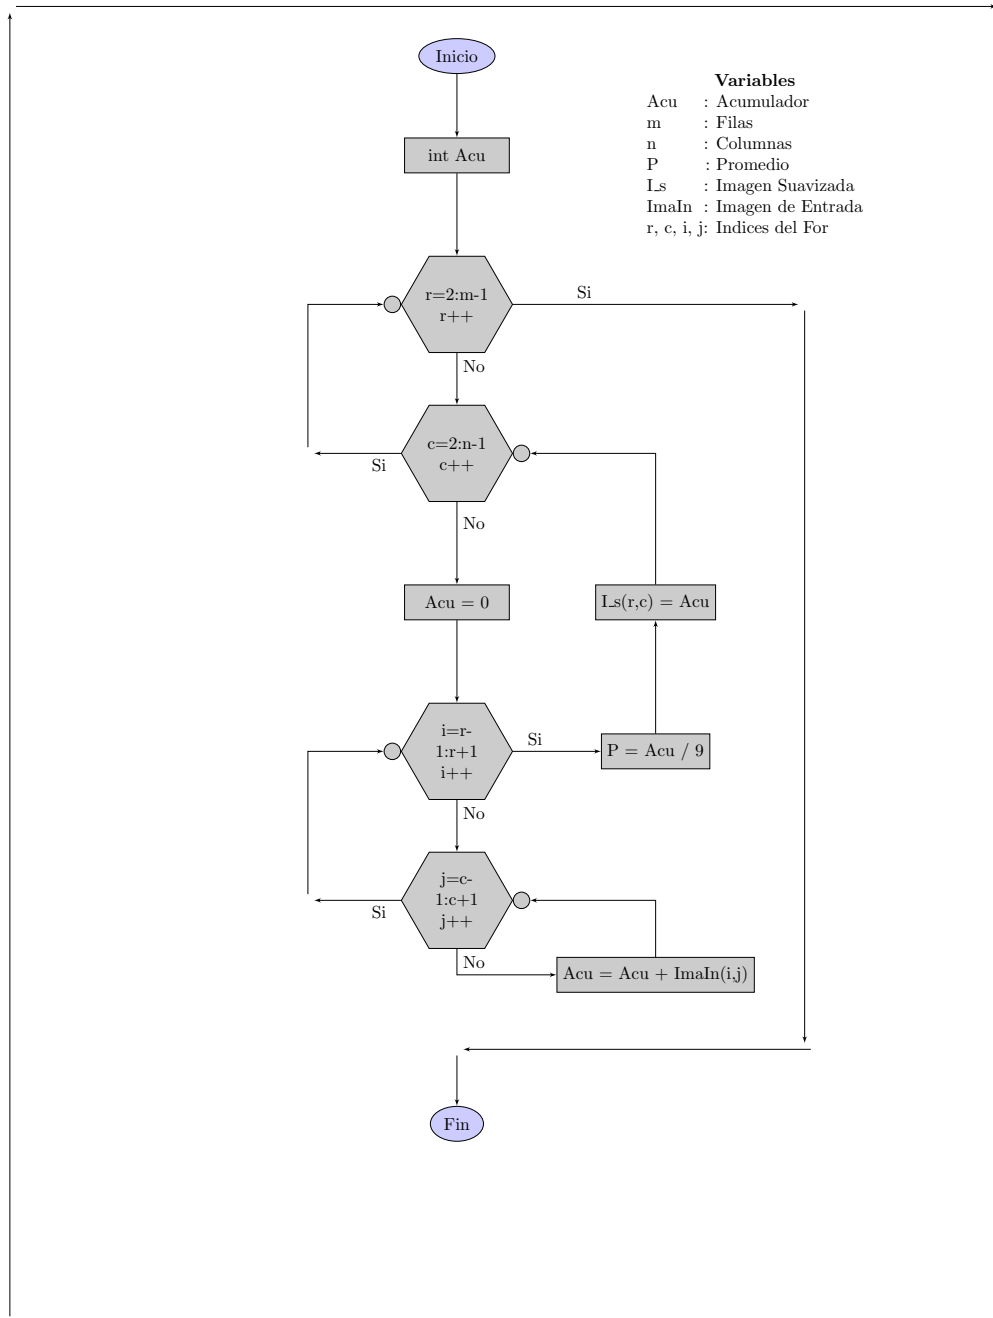 Inicio
Variables
Acu : Acumulador
m : Filas
n : Columnas
P : Promedio
I_s : Imagen Suavizada
ImaIn : Imagen de Entrada
r, c, i, j: Indices del For
int Acu
r=2:m-1
r++
Si
No
c=2:n-1
c++
Si
No
Acu = 0
I_s(r,c) = Acu
i=r-
1:r+1
i++
Si
P = Acu / 9
No
j=c-
1:c+1
j++
Si
No
Acu = Acu + ImaIn(i,j)
Fin